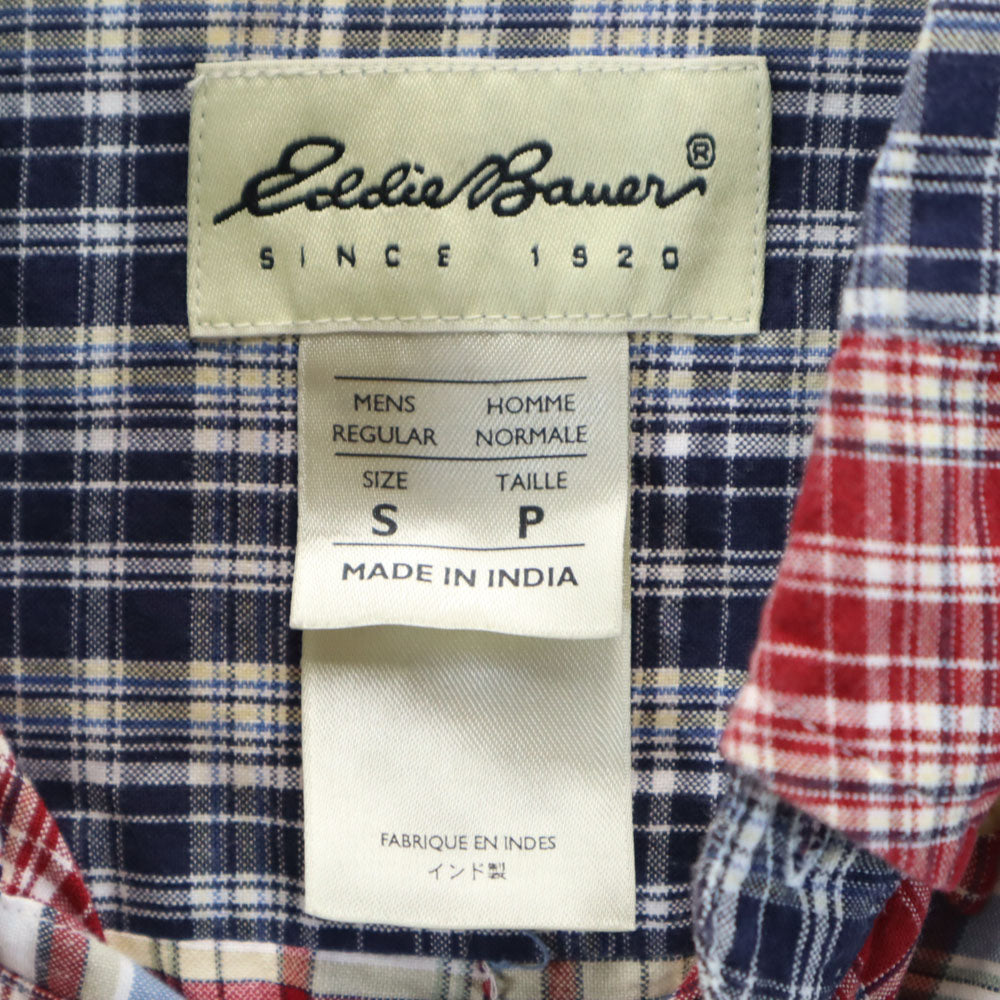 Eddie Bauer®
SINCE 1920
MENS HOMME
REGULAR NORMALE
SIZE TAILLE
S P
MADE IN INDIA
FABRIQUE EN INDES
インド製